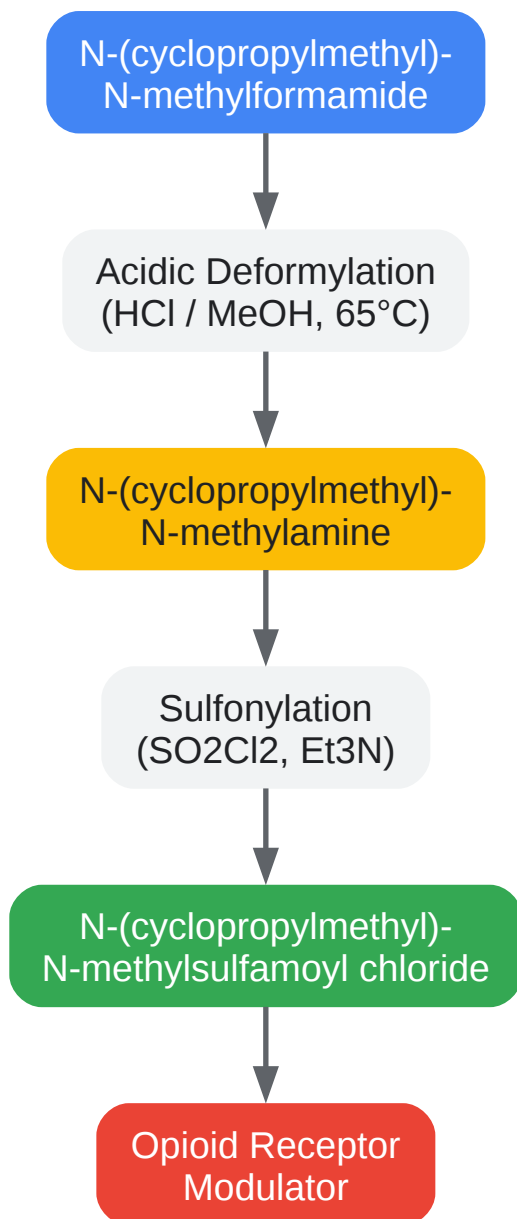 N-(cyclopropylmethyl)-
N-methylformamide
Acidic Deformylation
(HCl / MeOH, 65°C)
N-(cyclopropylmethyl)-
N-methylamine
Sulfonylation
(SO2Cl2, Et3N)
N-(cyclopropylmethyl)-
N-methylsulfamoyl chloride
Opioid Receptor
Modulator